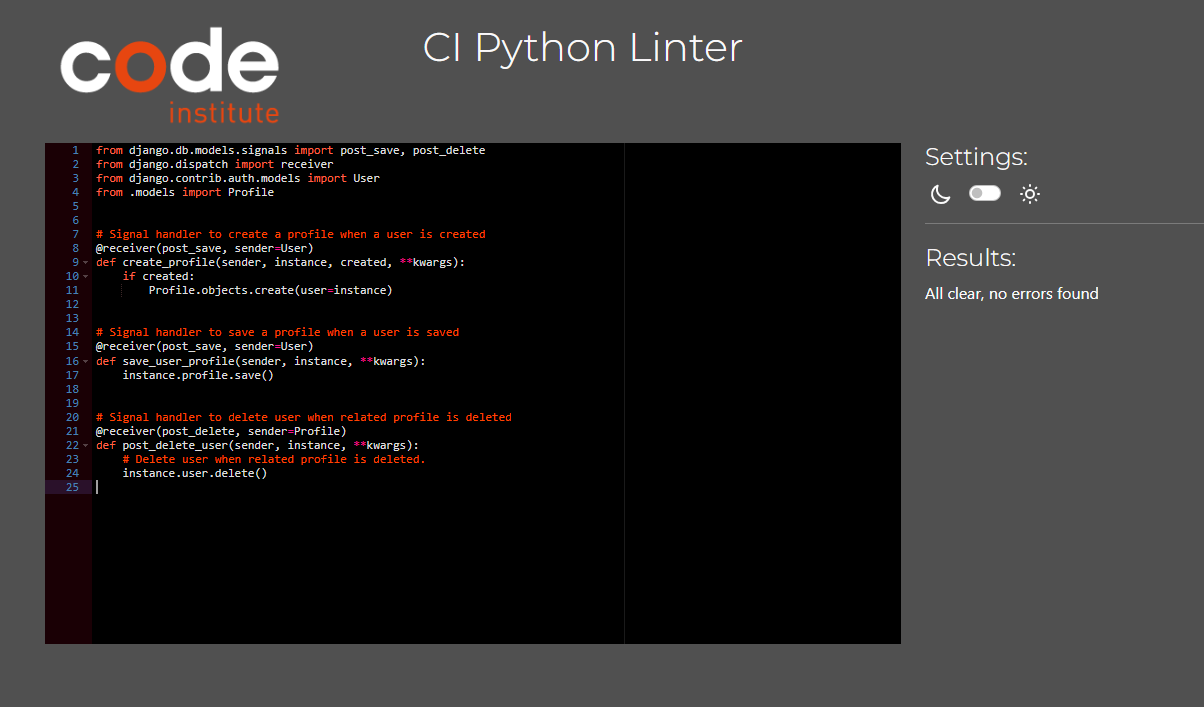 code
institute
CI Python Linter
1 from django.db.models.signals import post_save, post_delete
2 from django.dispatch import receiver
3 from django.contrib.auth.models import User
4 from .models import Profile
5
6
7 # Signal handler to create a profile when a user is created
8 @receiver(post_save, sender=User)
9 def create_profile(sender, instance, created, **kwargs):
10     if created:
11         Profile.objects.create(user=instance)
12
13
14 # Signal handler to save a profile when a user is saved
15 @receiver(post_save, sender=User)
16 def save_user_profile(sender, instance, **kwargs):
17     instance.profile.save()
18
19
20 # Signal handler to delete user when related profile is deleted
21 @receiver(post_delete, sender=Profile)
22 def post_delete_user(sender, instance, **kwargs):
23     # Delete user when related profile is deleted.
24     instance.user.delete()
25
Settings:
Results:
All clear, no errors found